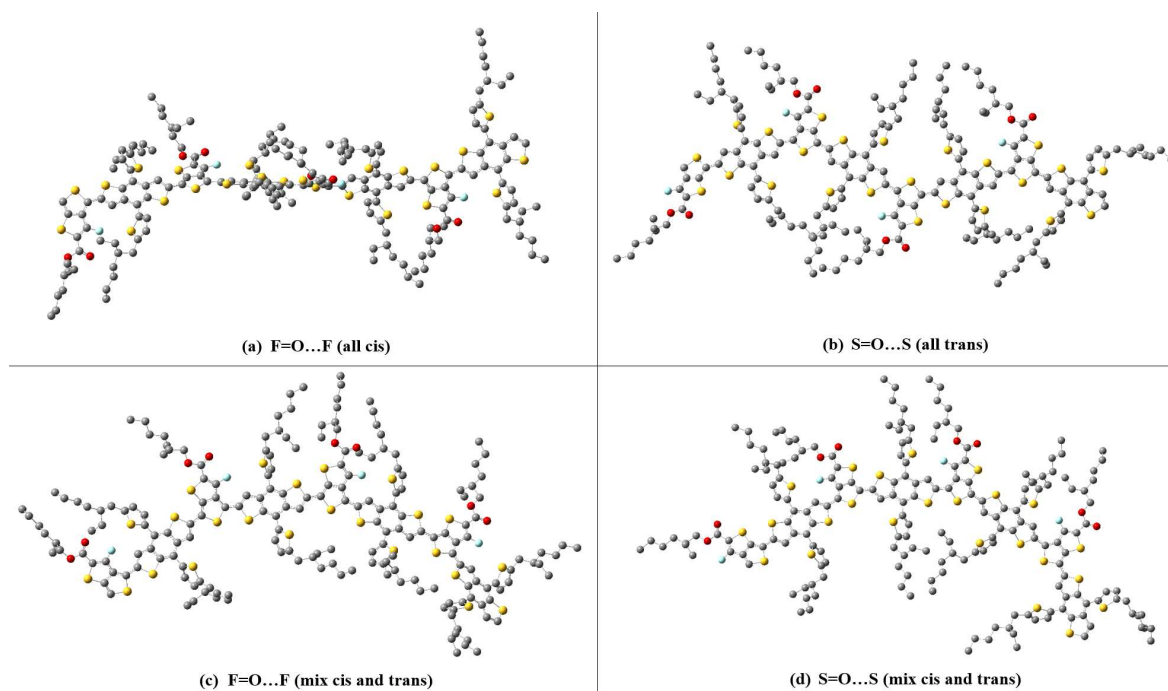 (a) F=O...F (all cis)
(b) S=O...S (all trans)
(c) F=O...F (mix cis and trans)
(d) S=O...S (mix cis and trans)